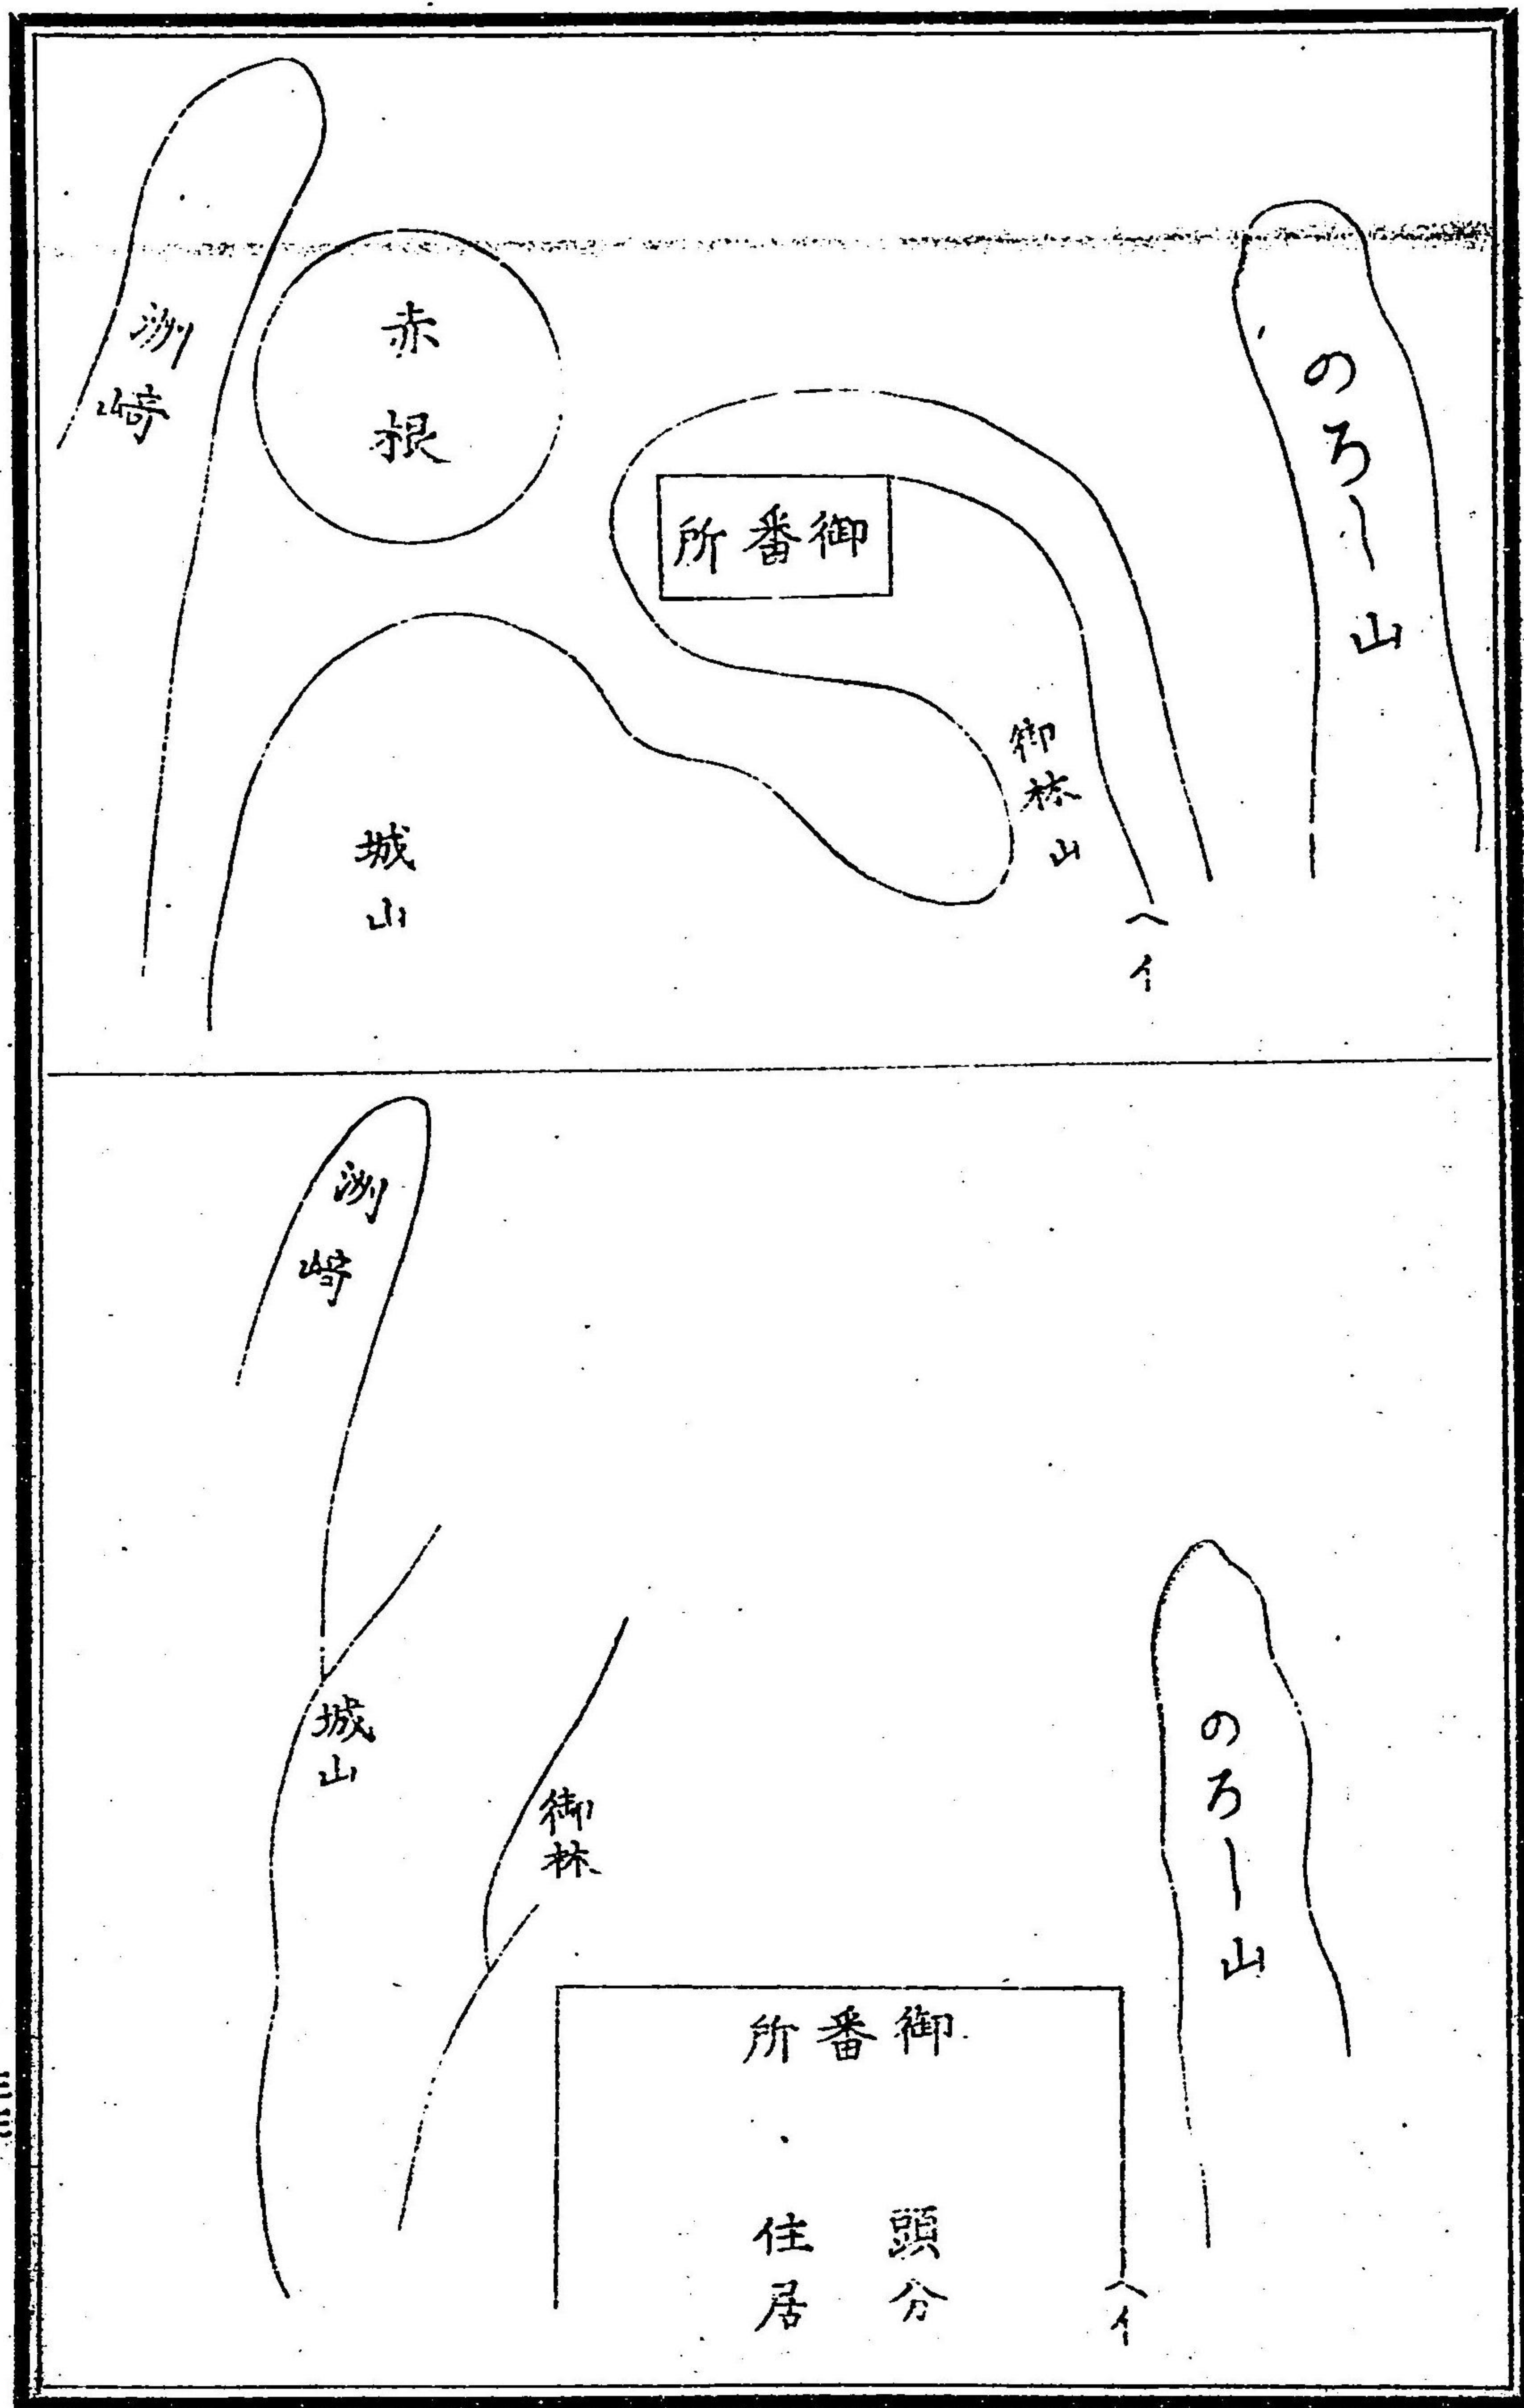 のろし山
御番所
御林山
へイ
赤根
洲崎
城山
のろし山
御番所
頭分
住居
へイ
御林
城山
洲崎